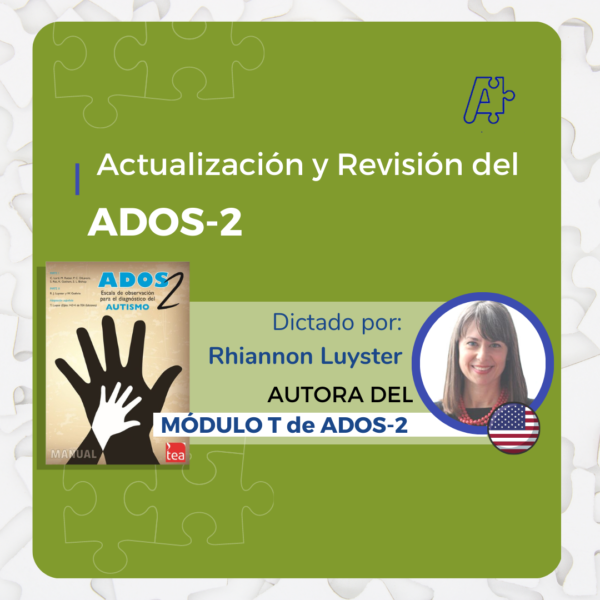 A
Actualización y Revisión del
ADOS-2
ADOS
2
Escala de observación
para el diagnóstico del
AUTISMO
MANUAL
tea
Dictado por:
Rhiannon Luyster
AUTORA DEL
MÓDULO T de ADOS-2